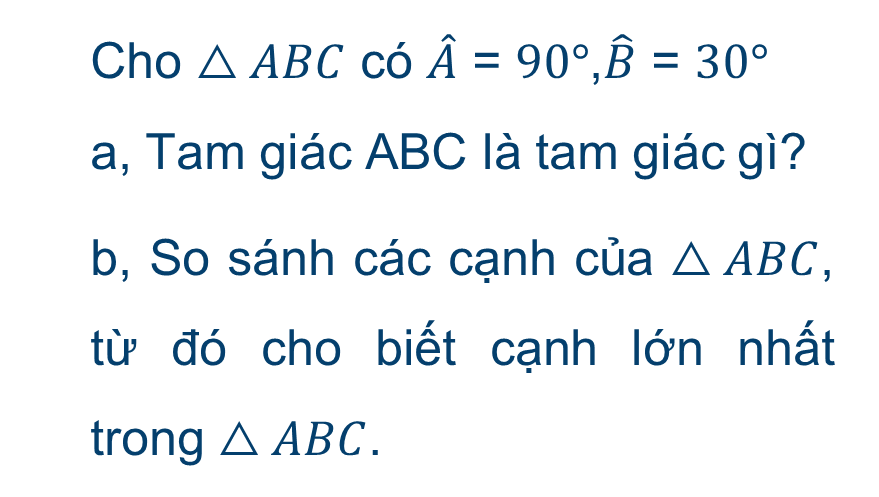 Cho △ ABC có Â = 90°,B̂ = 30°
a, Tam giác ABC là tam giác gì?
b, So sánh các cạnh của △ ABC,
từ đó cho biết cạnh lớn nhất
trong △ ABC.